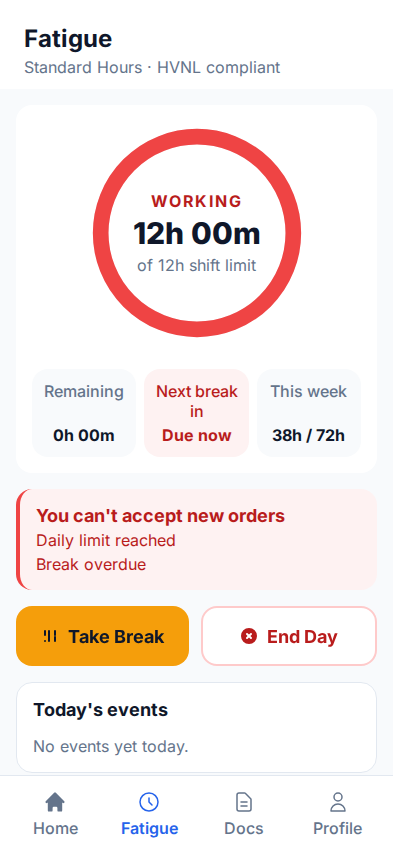 Fatigue
Standard Hours · HVNL compliant
WORKING
12h 00m
of 12h shift limit
Remaining
0h 00m
Next break
in
Due now
This week
38h / 72h
You can't accept new orders
Daily limit reached
Break overdue
Take Break
End Day
Today's events
No events yet today.
Home
Fatigue
Docs
Profile